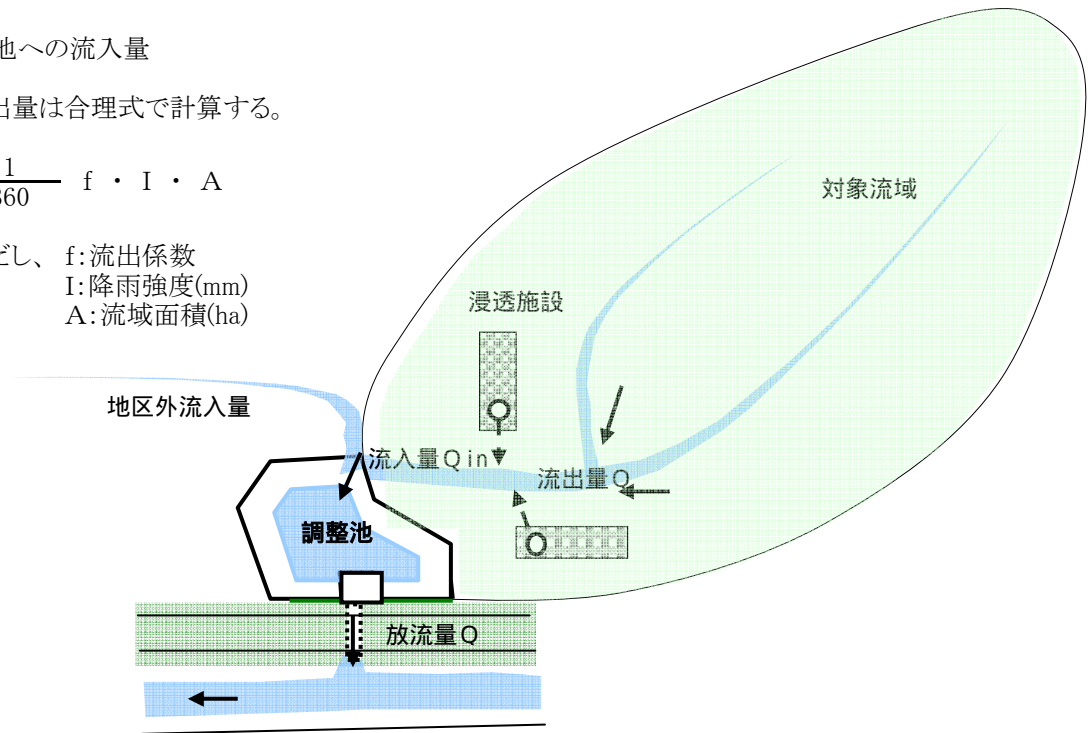 池への流入量
出量は合理式で計算する。
1
360 f ・ I ・ A
し、 f:流出係数
I:降雨強度(mm)
A:流域面積(ha)
対象流域
浸透施設
地区外流入量
流入量Qin
流出量Q
調整池
放流量Q